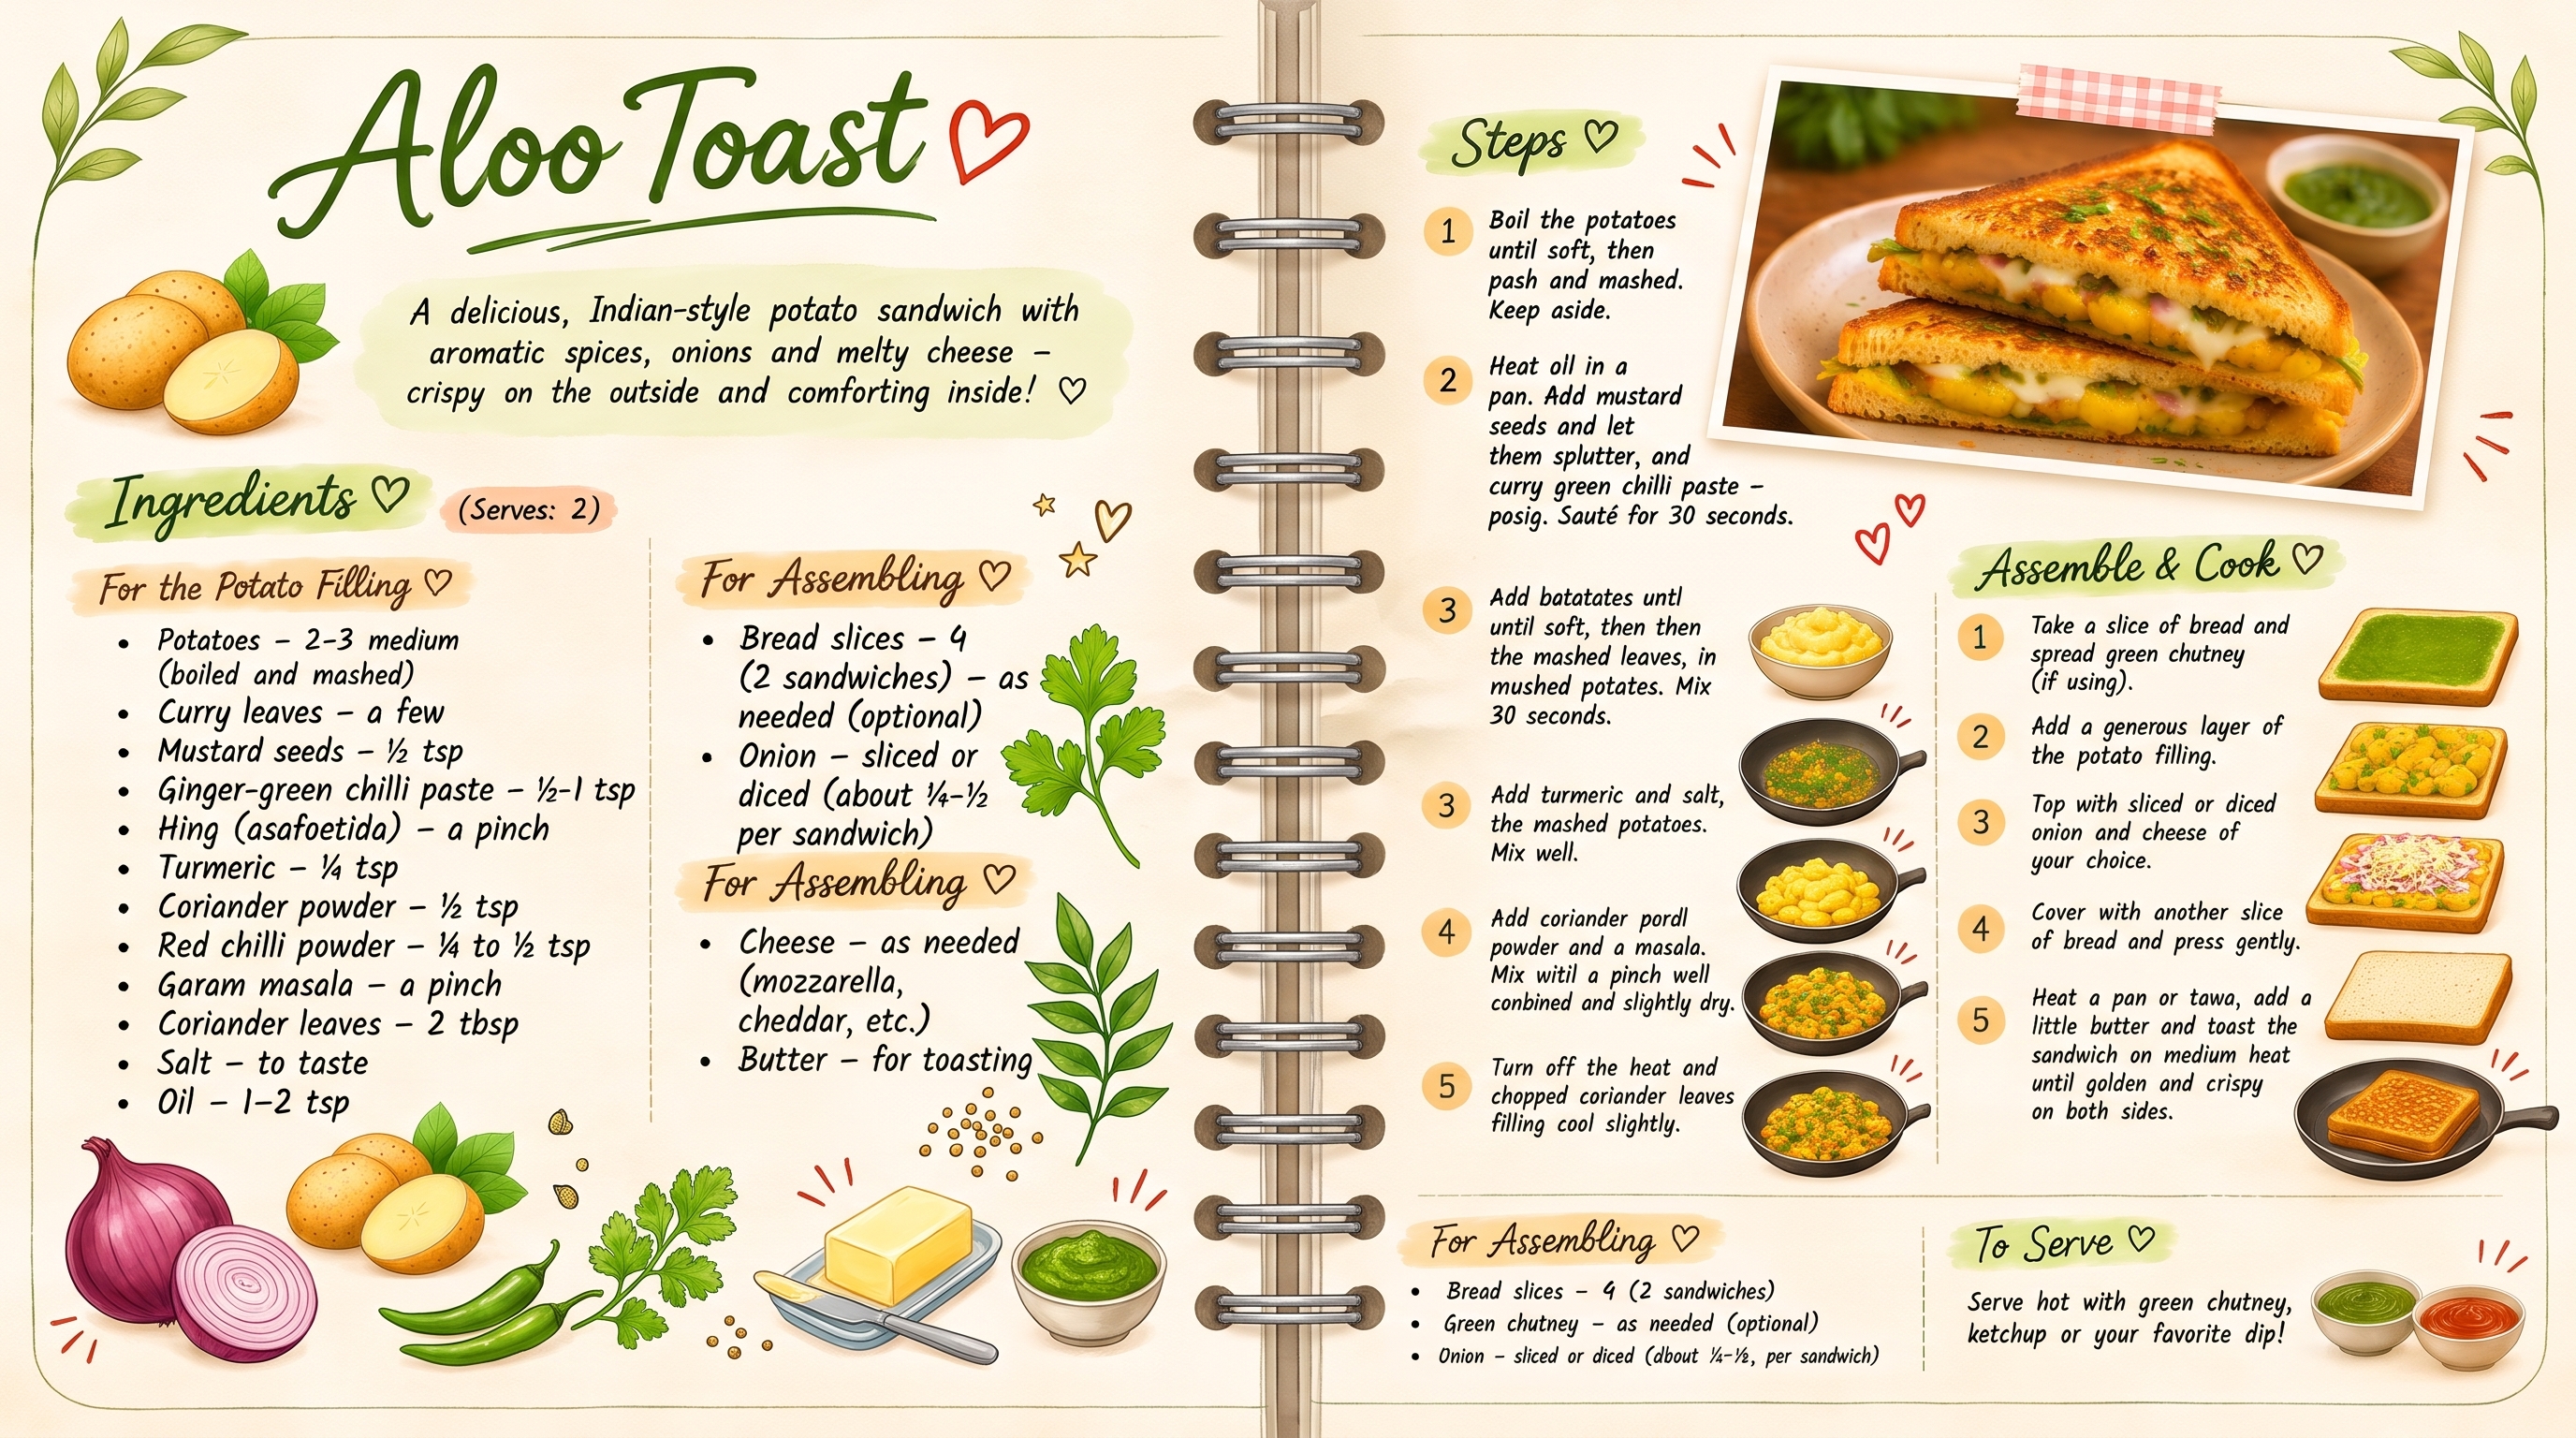 Aloo Toast
A delicious, Indian-style potato sandwich with
aromatic spices, onions and melty cheese –
crispy on the outside and comforting inside!
Ingredients
(Serves: 2)
For the Potato Filling
• Potatoes – 2-3 medium
(boiled and mashed)
• Curry leaves – a few
• Mustard seeds – ½ tsp
• Ginger-green chilli paste – ½-1 tsp
• Hing (asafoetida) – a pinch
• Turmeric – ¼ tsp
• Coriander powder – ½ tsp
• Red chilli powder – ¼ to ½ tsp
• Garam masala – a pinch
• Coriander leaves – 2 tbsp
• Salt – to taste
• Oil – 1-2 tsp
For Assembling
• Bread slices – 4
(2 sandwiches) – as
needed (optional)
• Onion – sliced or
diced (about ¼-½
per sandwich)
For Assembling
• Cheese – as needed
(mozzarella,
cheddar, etc.)
• Butter – for toasting
Steps
1 Boil the potatoes
until soft, then
pash and mashed.
Keep aside.
2 Heat oil in a
pan. Add mustard
seeds and let
them splutter, and
curry green chilli paste –
posig. Sauté for 30 seconds.
3 Add batatates untl
until soft, then then
the mashed leaves, in
mushed potates. Mix
30 seconds.
3 Add turmeric and salt,
the mashed potatoes.
Mix well.
4 Add coriander pordl
powder and a masala.
Mix witil a pinch well
conbined and slightly dry.
5 Turn off the heat and
chopped coriander leaves
filling cool slightly.
Assemble & Cook
1 Take a slice of bread and
spread green chutney
(if using).
2 Add a generous layer of
the potato filling.
3 Top with sliced or diced
onion and cheese of
your choice.
4 Cover with another slice
of bread and press gently.
5 Heat a pan or tawa, add a
little butter and toast the
sandwich on medium heat
until golden and crispy
on both sides.
For Assembling
• Bread slices – 4 (2 sandwiches)
• Green chutney – as needed (optional)
• Onion – sliced or diced (dbout ¼-½, per sandwich)
To Serve
Serve hot with green chutney,
ketchup or your favorite dip!